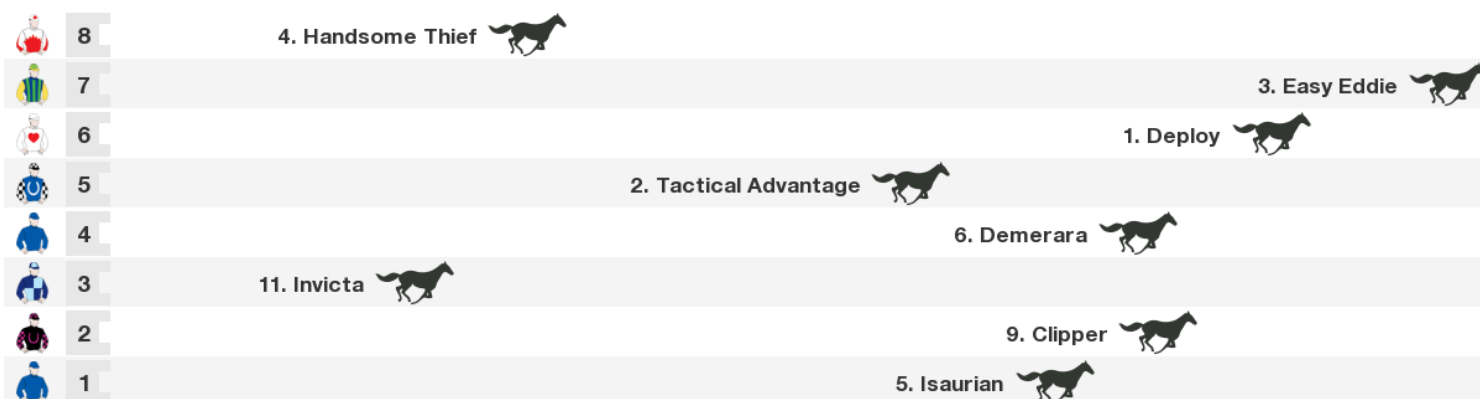 8 4. Handsome Thief
7 3. Easy Eddie
6 1. Deploy
5 2. Tactical Advantage
4 6. Demerara
3 11. Invicta
2 9. Clipper
1 5. Isaurian